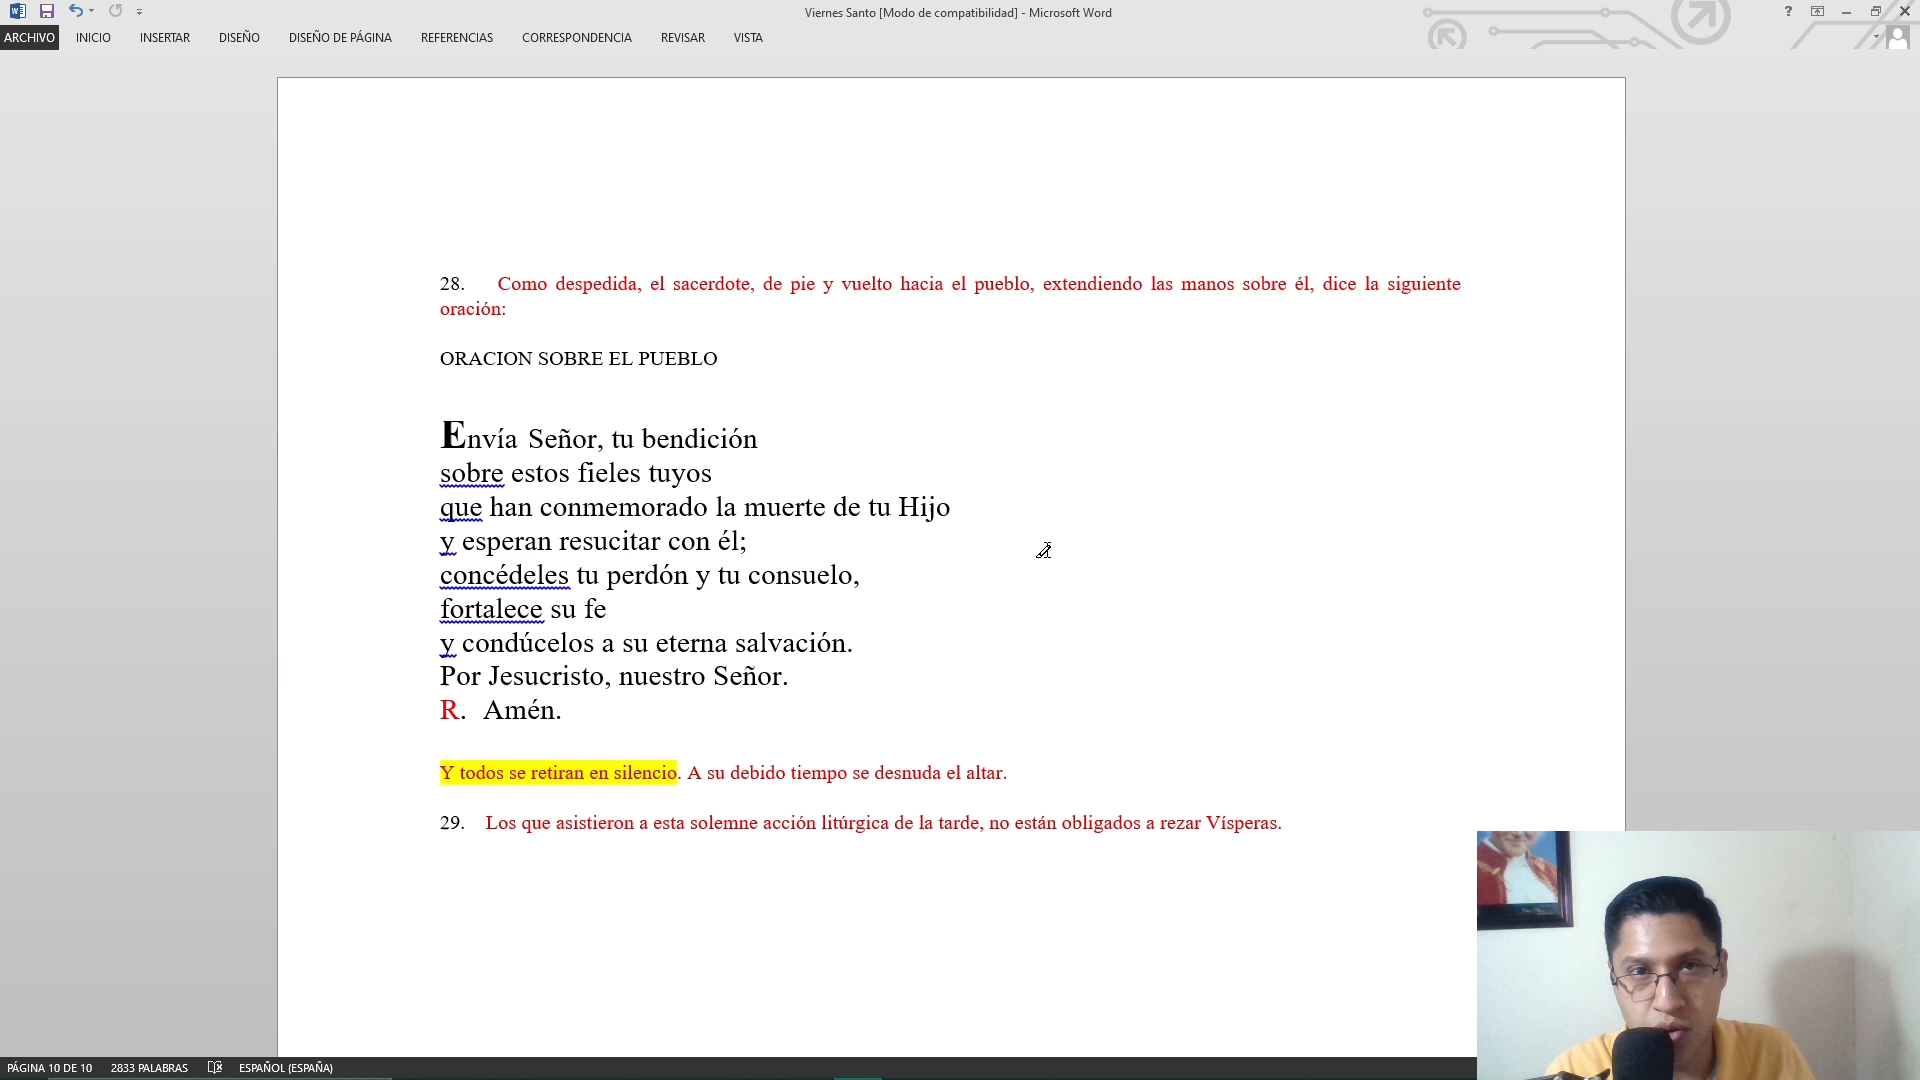 Viernes Santo [Modo de compatibilidad] - Microsoft Word
?
ARCHIVO INICIO INSERTAR DISEÑO DISEÑO DE PÁGINA REFERENCIAS CORRESPONDENCIA REVISAR VISTA
28. Como despedida, el sacerdote, de pie y vuelto hacia el pueblo, extendiendo las manos sobre él, dice la siguiente
oración:
ORACION SOBRE EL PUEBLO
Envía Señor, tu bendición
sobre estos fieles tuyos
que han conmemorado la muerte de tu Hijo
y esperan resucitar con él;
concédeles tu perdón y tu consuelo,
fortalece su fe
y condúcelos a su eterna salvación.
Por Jesucristo, nuestro Señor.
R. Amén.
Y todos se retiran en silencio. A su debido tiempo se desnuda el altar.
29. Los que asistieron a esta solemne acción litúrgica de la tarde, no están obligados a rezar Vísperas.
PÁGINA 10 DE 10 2833 PALABRAS ESPAÑOL (ESPAÑA)